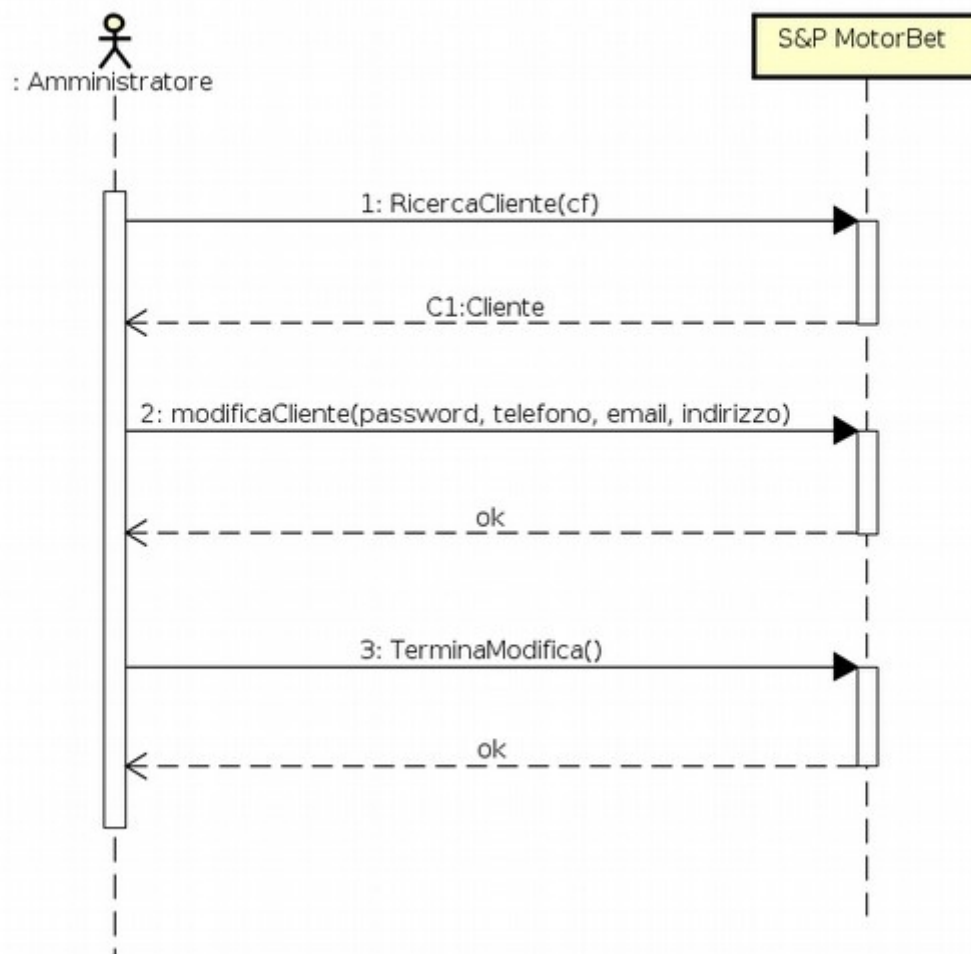 S&P MotorBet
: Amministratore
1: RicercaCliente(cf)
C1:Cliente
2: modificaCliente(password, telefono, email, indirizzo)
ok
3: TerminaModifica()
ok